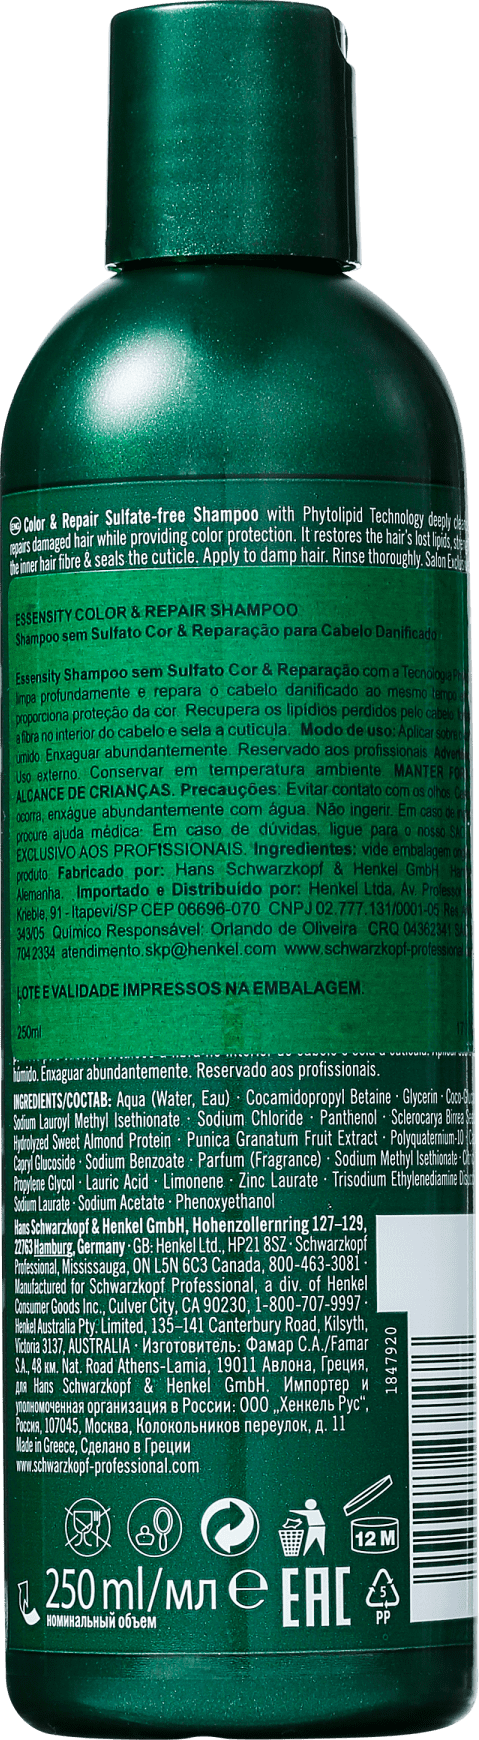 ENG Color & Repair Sulfate-free Shampoo with Phytolipid Technology deeply
repairs damaged hair while providing color protection. It restores the hair's lost lipids,
the inner hair fibre & seals the cuticle. Apply to damp hair. Rinse thoroughly. Salon
ESSENSITY COLOR & REPAIR SHAMPOO
Shampoo sem Sulfato Cor & Reparação para Cabelo Danificado
Essensity Shampoo sem Sulfato Cor & Reparação com a Tecnologia
limpa profundamente e repara o cabelo danificado ao mesmo tempo
proporciona proteção da cor. Recupera os lipídios perdidos pelo cabelo.
a fibra no interior do cabelo e sela a cutícula. Modo de uso: Aplicar sobre
úmido. Enxaguar abundantemente. Reservado aos profissionais.
Uso externo. Conservar em temperatura ambiente. MANTER FORA
ALCANCE DE CRIANÇAS. Precauções: Evitar contato com os olhos.
ocorra, enxágue abundantemente com água. Não ingerir. Em caso
procure ajuda médica. Em caso de dúvidas, ligue para o nosso SAC
EXCLUSIVO AOS PROFISSIONAIS. Ingredientes: vide embalagem
produto. Fabricado por: Hans Schwarzkopf & Henkel GmbH,
Alemanha. Importado e Distribuído por: Henkel Ltda, Av. Professor
Krieble, 91 - Itapevi/SP CEP 06696-070 CNPJ 02.777.131/0001-05
343/05 Químico Responsável: Orlando de Oliveira CRQ 04362341
704 2334 atendimento.skp@henkel.com www.schwarzkopf-professional
LOTE E VALIDADE IMPRESSOS NA EMBALAGEM.
250ml
húmido. Enxaguar abundantemente. Reservado aos profissionais.
INGREDIENTS/СОСТАВ: Aqua (Water, Eau) · Cocamidopropyl Betaine · Glycerin ·
Sodium Lauroyl Methyl Isethionate · Sodium Chloride · Panthenol · Sclerocarya Birrea
Hydrolyzed Sweet Almond Protein · Punica Granatum Fruit Extract · Polyquaternium-10 ·
Capryl Glucoside · Sodium Benzoate · Parfum (Fragrance) · Sodium Methyl Isethionate ·
Propylene Glycol · Lauric Acid · Limonene · Zinc Laurate · Trisodium Ethylenediamine
Sodium Laurate · Sodium Acetate · Phenoxyethanol
Hans Schwarzkopf & Henkel GmbH, Hohenzollernring 127–129,
22763 Hamburg, Germany · GB: Henkel Ltd., HP21 8SZ · Schwarzkopf
Professional, Mississauga, ON L5N 6C3 Canada, 800-463-3081 ·
Manufactured for Schwarzkopf Professional, a div. of Henkel
Consumer Goods Inc., Culver City, CA 90230, 1-800-707-9997 ·
Henkel Australia Pty. Limited, 135–141 Canterbury Road, Kilsyth,
Victoria 3137, AUSTRALIA · Изготовитель: Фамар С.А./Famar
S.A., 48 км. Nat. Road Athens-Lamia, 19011 Авлона, Греция,
для Hans Schwarzkopf & Henkel GmbH. Импортер и
уполномоченная организация в России: ООО „Хенкель Рус",
Россия, 107045, Москва, Колокольников переулок, д. 11
Made in Greece, Сделано в Греции
www.schwarzkopf-professional.com
1847920
12 M
250 ml/мл ℮ EAC
номинальный объем
5
PP